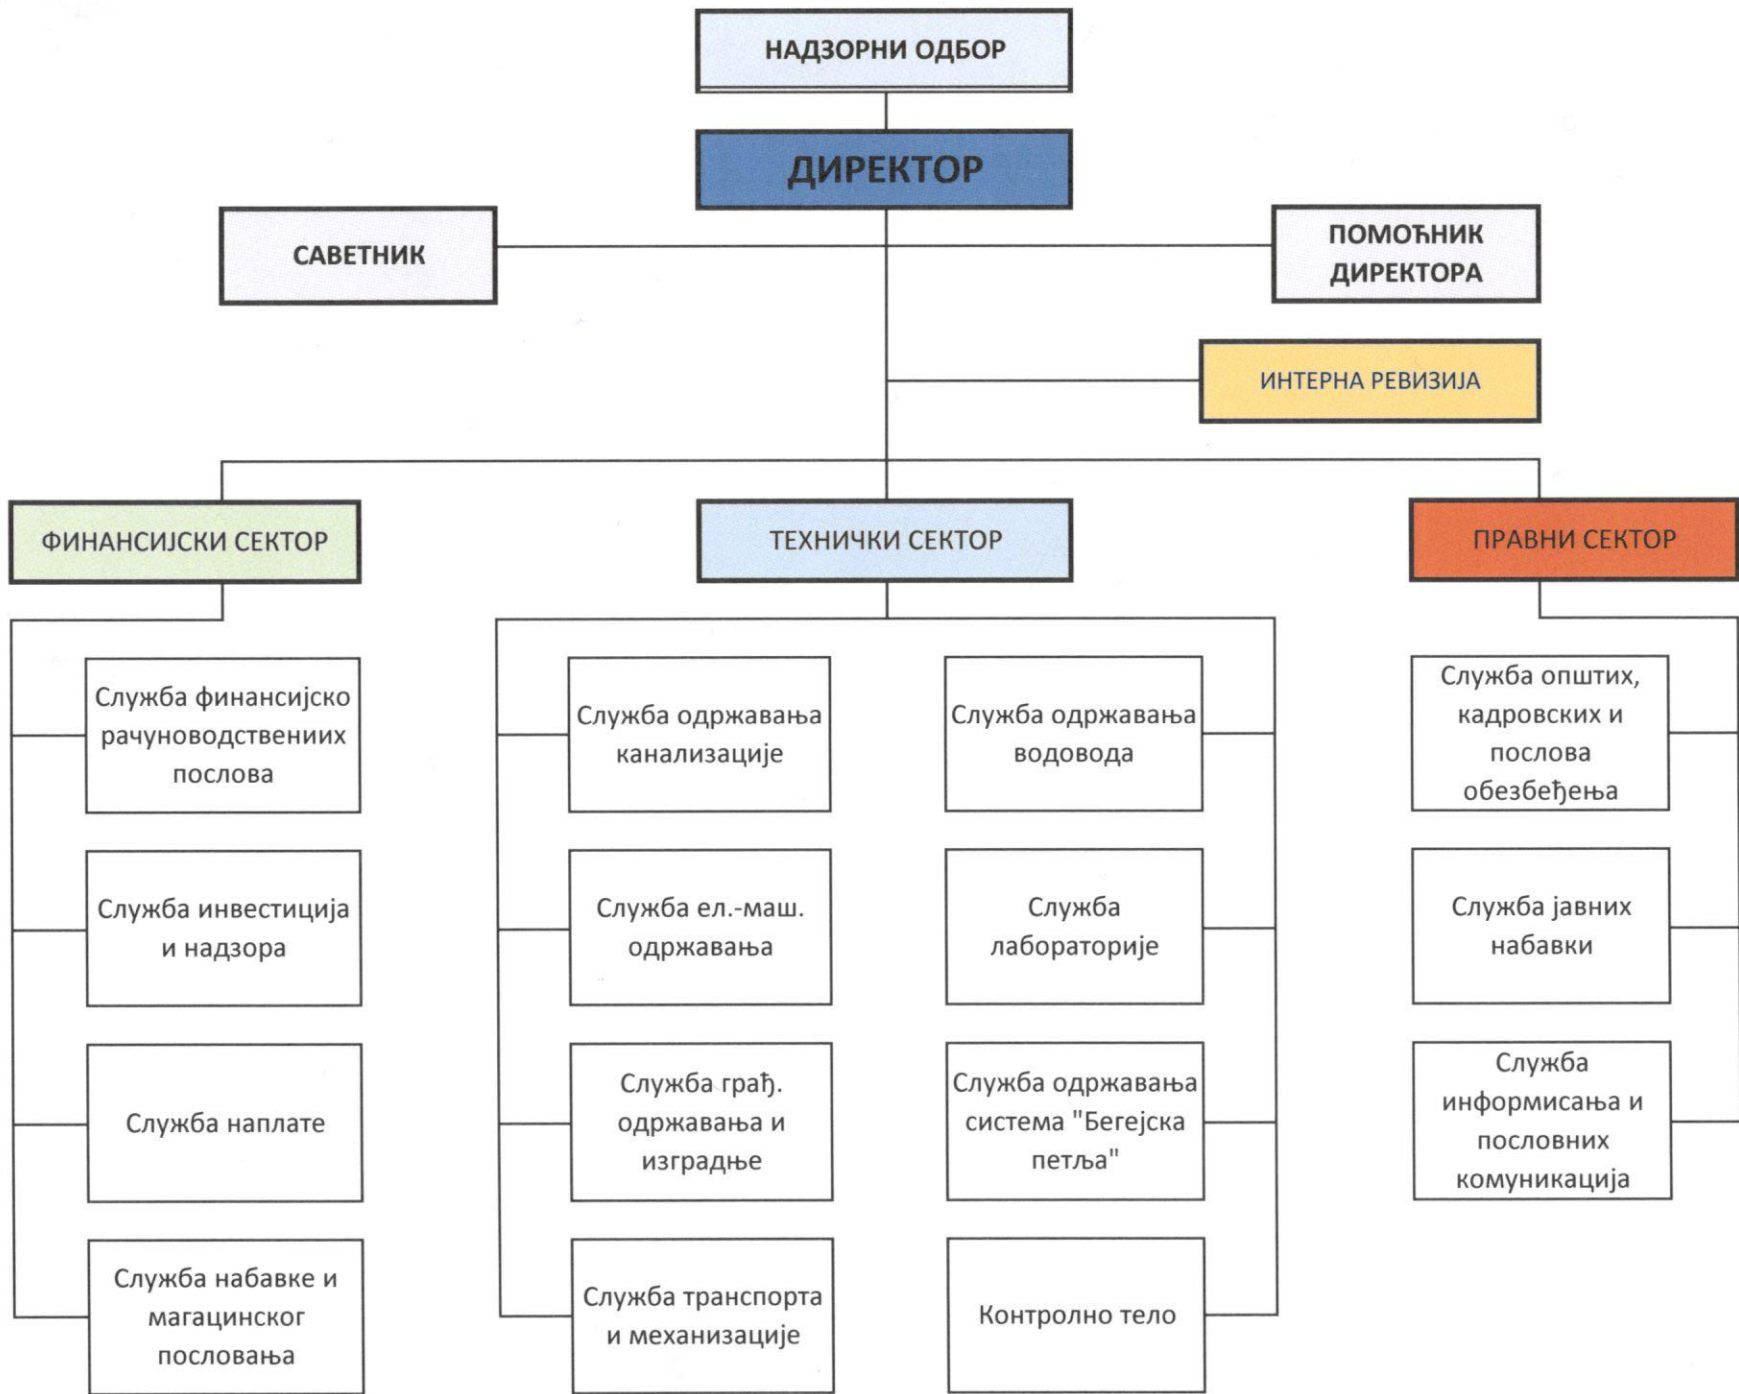 НАДЗОРНИ ОДБОР
ДИРЕКТОР
САВЕТНИК
ПОМОЋНИК
ДИРЕКТОРА
ИНТЕРНА РЕВИЗИЈА
ФИНАНСИЈСКИ СЕКТОР
ТЕХНИЧКИ СЕКТОР
ПРАВНИ СЕКТОР
Служба финансијско
рачуноводствениих
послова
Служба инвестиција
и надзора
Служба наплате
Служба набавке и
магацинског
пословања
Служба одржавања
канализације
Служба ел.-маш.
одржавања
Служба грађ.
одржавања и
изградње
Служба транспорта
и механизације
Служба одржавања
водовода
Служба
лабораторије
Служба одржавања
система "Бегејска
петља"
Контролно тело
Служба општих,
кадровских и
послова
обезбеђења
Служба јавних
набавки
Служба
информисања и
пословних
комуникација